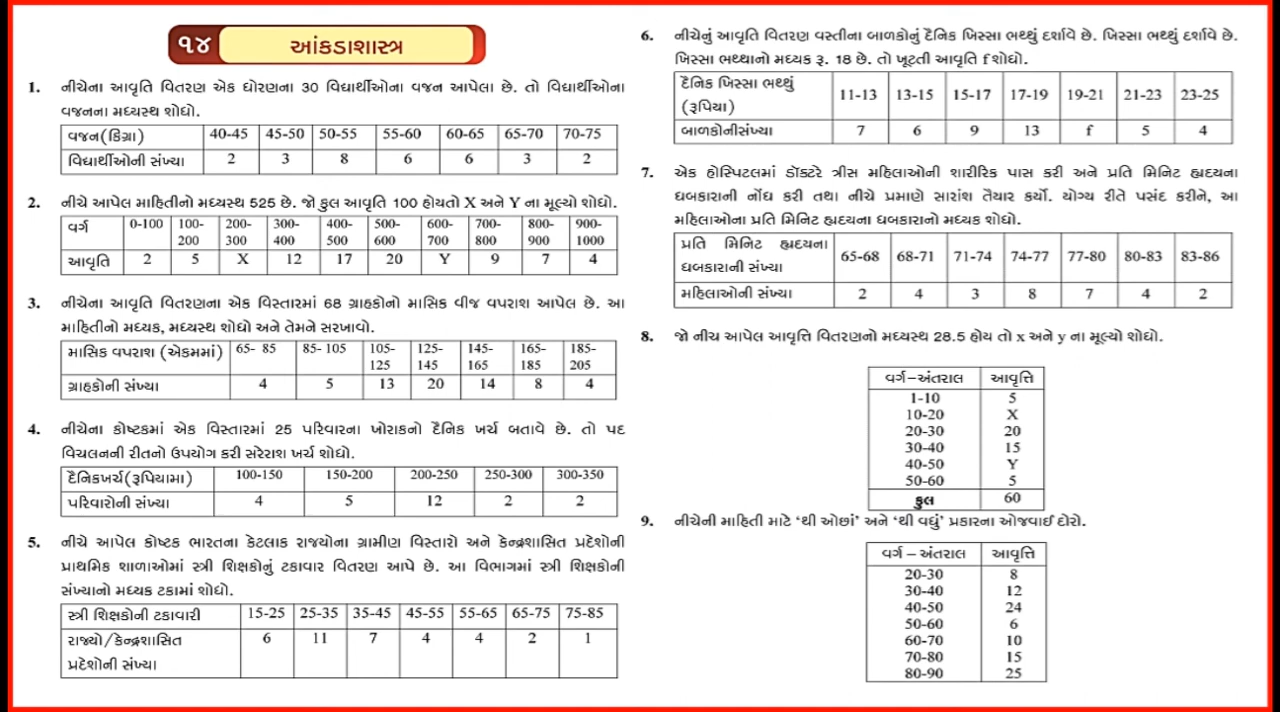 ૧૪ આંકડાશાસ્ત્ર
1. નીચેના આવૃતિ વિતરણ એક ધોરણના 30 વિદ્યાર્થીઓના વજન આપેલા છે. તો વિદ્યાર્થીઓના
વજનના મધ્યસ્થ શોધો.
વજન(કિગ્રા) 40-45 45-50 50-55 55-60 60-65 65-70 70-75
વિદ્યાર્થીઓની સંખ્યા 2 3 8 6 6 3 2
2. નીચે આપેલ માહિતીનો મધ્યસ્થ 525 છે. જો કુલ આવૃતિ 100 હોયતો X અને Y ના મૂલ્યો શોધો.
વર્ગ 0-100 100- 200- 300- 400- 500- 600- 700- 800- 900-
200 300 400 500 600 700 800 900 1000
આવૃતિ 2 5 X 12 17 20 Y 9 7 4
3. નીચેના આવૃતિ વિતરણના એક વિસ્તારમાં 68 ગ્રાહકોનો માસિક વીજ વપરાશ આપેલ છે. આ
માહિતીનો મધ્યક, મધ્યસ્થ શોધો અને તેમને સરખાવો.
માસિક વપરાશ (એકમમાં) 65- 85 85- 105 105- 125- 145- 165- 185-
125 145 165 185 205
ગ્રાહકોની સંખ્યા 4 5 13 20 14 8 4
4. નીચેના કોષ્ટકમાં એક વિસ્તારમાં 25 પરિવારના ખોરાકનો દૈનિક ખર્ચ બતાવે છે. તો પદ
વિચલનની રીતનો ઉપયોગ કરી સરેરાશ ખર્ચ શોધો.
દૈનિકખર્ચ(રૂપિયામા) 100-150 150-200 200-250 250-300 300-350
પરિવારોની સંખ્યા 4 5 12 2 2
5. નીચે આપેલ કોષ્ટક ભારતના કેટલાક રાજયોના ગ્રામીણ વિસ્તારો અને કેન્દ્રશાસિત પ્રદેશોની
પ્રાથમિક શાળાઓમાં સ્ત્રી શિક્ષકોનું ટકાવાર વિતરણ આપે છે. આ વિભાગમાં સ્ત્રી શિક્ષકોની
સંખ્યાનો મધ્યક ટકામાં શોધો.
સ્ત્રી શિક્ષકોની ટકાવારી 15-25 25-35 35-45 45-55 55-65 65-75 75-85
રાજ્યો/કેન્દ્રશાસિત 6 11 7 4 4 2 1
પ્રદેશોની સંખ્યા
6. નીચેનું આવૃતિ વિતરણ વસ્તીના બાળકોનું દૈનિક ખિસ્સા ભથ્થું દર્શાવે છે. ખિસ્સા ભથ્થું દર્શાવે છે.
ખિસ્સા ભથ્થાનો મધ્યક રૂ. 18 છે. તો ખૂટતી આવૃતિ f શોધો.
દૈનિક ખિસ્સા ભથ્થું 11-13 13-15 15-17 17-19 19-21 21-23 23-25
(રૂપિયા)
બાળકોનીસંખ્યા 7 6 9 13 f 5 4
7. એક હોસ્પિટલમાં ડૉકટરે ત્રીસ મહિલાઓની શારીરિક પાસ કરી અને પ્રતિ મિનિટ હ્યદયના
ધબકારાની નોંધ કરી તથા નીચે પ્રમાણે સારાંશ તૈયાર કર્યો. યોગ્ય રીતે પસંદ કરીને, આ
મહિલાઓના પ્રતિ મિનિટ હ્યદયના ધબકારાનો મધ્યક શોધો.
પ્રતિ મિનિટ હ્યદયના 65-68 68-71 71-74 74-77 77-80 80-83 83-86
ધબકારાની સંખ્યા
મહિલાઓની સંખ્યા 2 4 3 8 7 4 2
8. જો નીચ આપેલ આવૃત્તિ વિતરણનો મધ્યસ્થ 28.5 હોય તો x અને y ના મૂલ્યો શોધો.
વર્ગ–અંતરાલ આવૃત્તિ
1-10 5
10-20 X
20-30 20
30-40 15
40-50 Y
50-60 5
કુલ 60
9. નીચેની માહિતી માટે ‘થી ઓછાં’ અને ‘થી વધું’ પ્રકારના ઓજવાઈ દોરો.
વર્ગ – અંતરાલ આવૃત્તિ
20-30 8
30-40 12
40-50 24
50-60 6
60-70 10
70-80 15
80-90 25